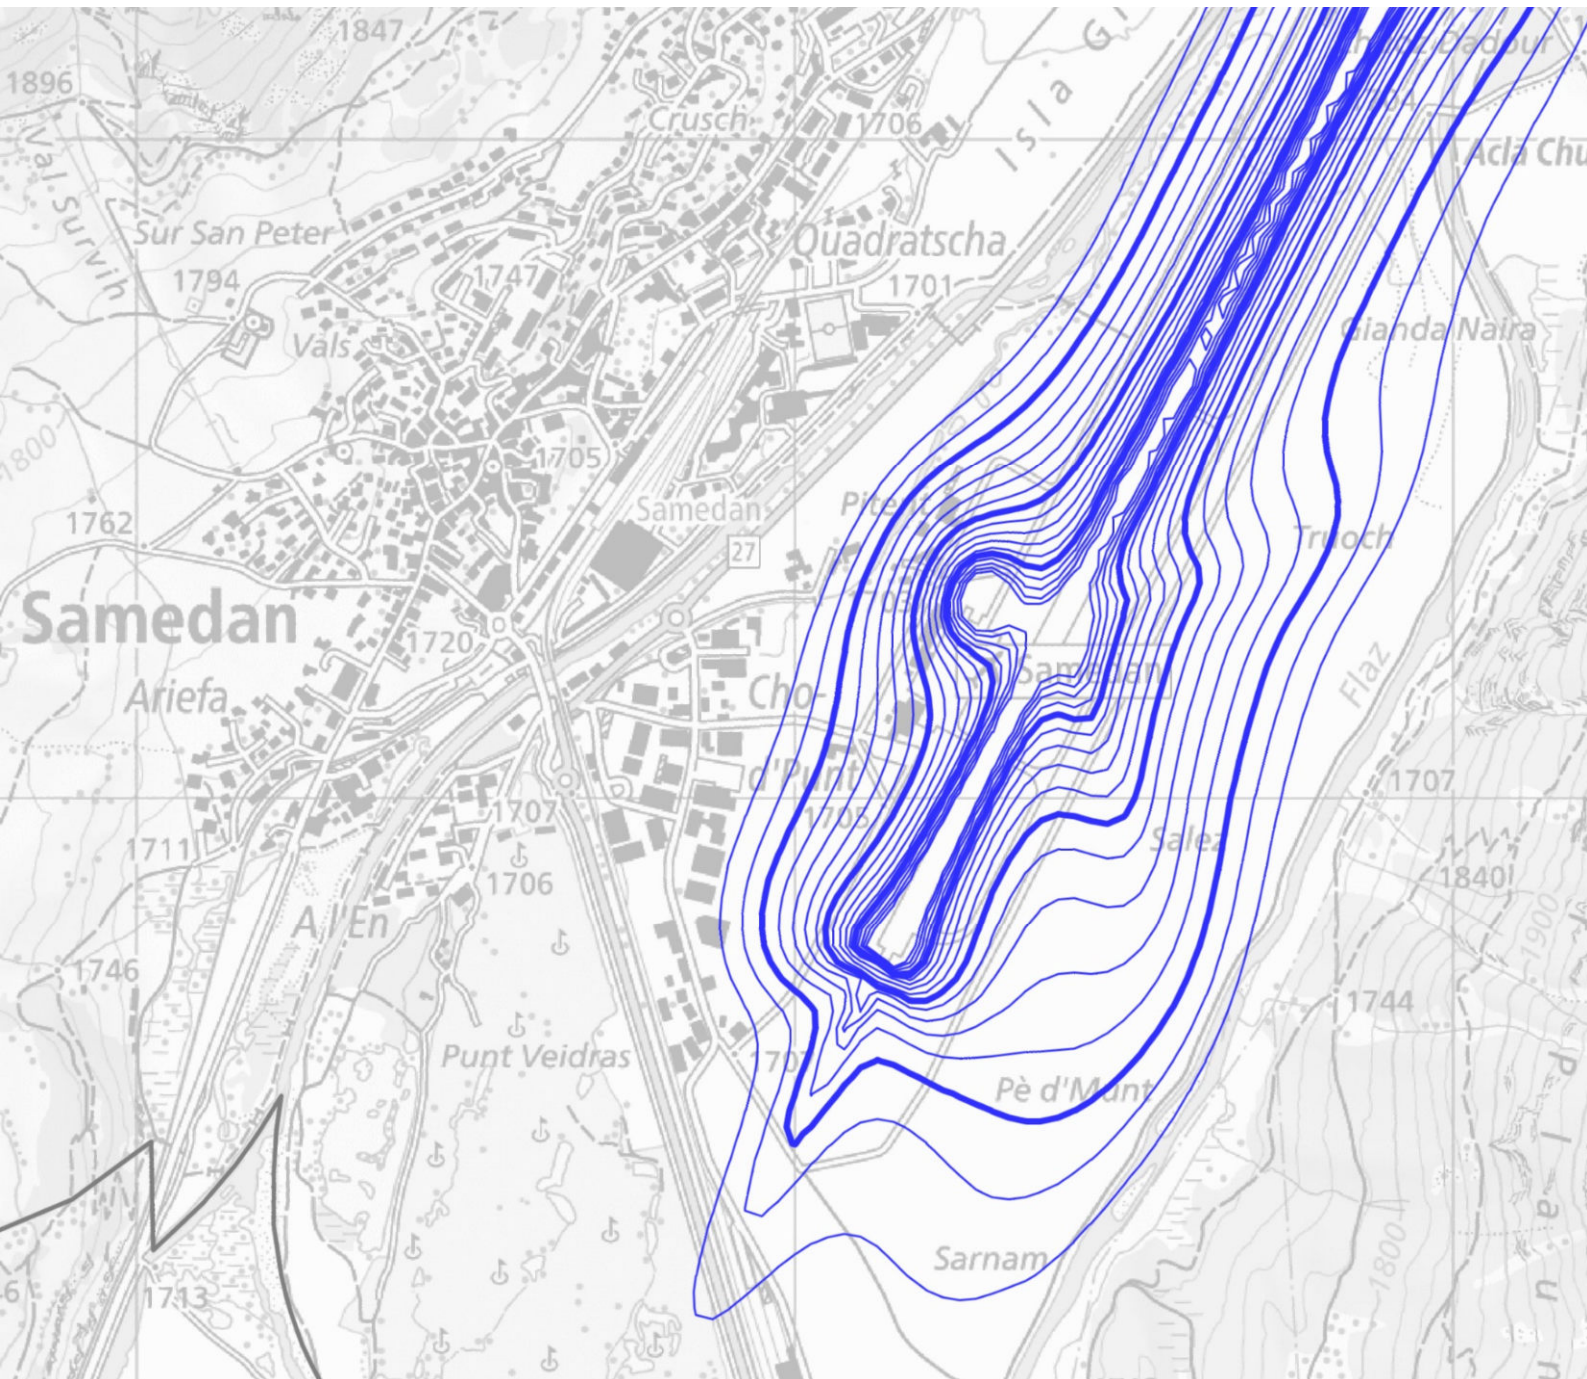 1847
1896
Crusch
1706
Isla
G
Acla Chu
Val Survih
Sur San Peter
Quadratscha
1794
1747
1701
Vals
Gianda Naira
1800
1705
Samedan
Pitent
1762
27
Truoch
Samedan
1720
Samedan
Ariefa
Cho-
Flaz
d'Punt
1707
1707
1705
1711
Salez
1706
1840
A l'En
1900
1746
1744
Punt Veidras
Pè d'Munt
P l a u n
Sarnam
1800
1713